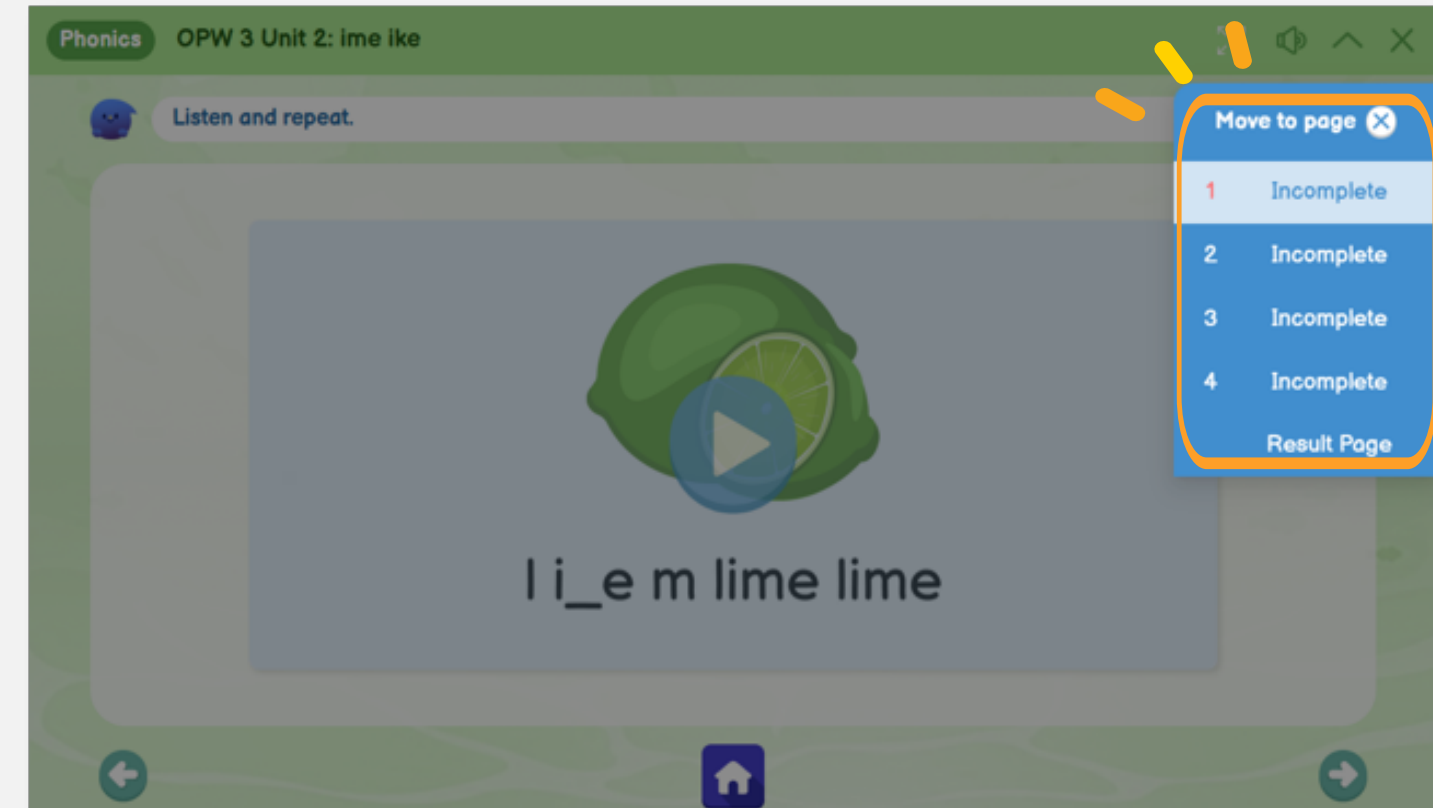 Phonics OPW 3 Unit 2: ime ike
Listen and repeat.
Move to page
1 Incomplete
2 Incomplete
3 Incomplete
4 Incomplete
Result Page
l i_e m lime lime